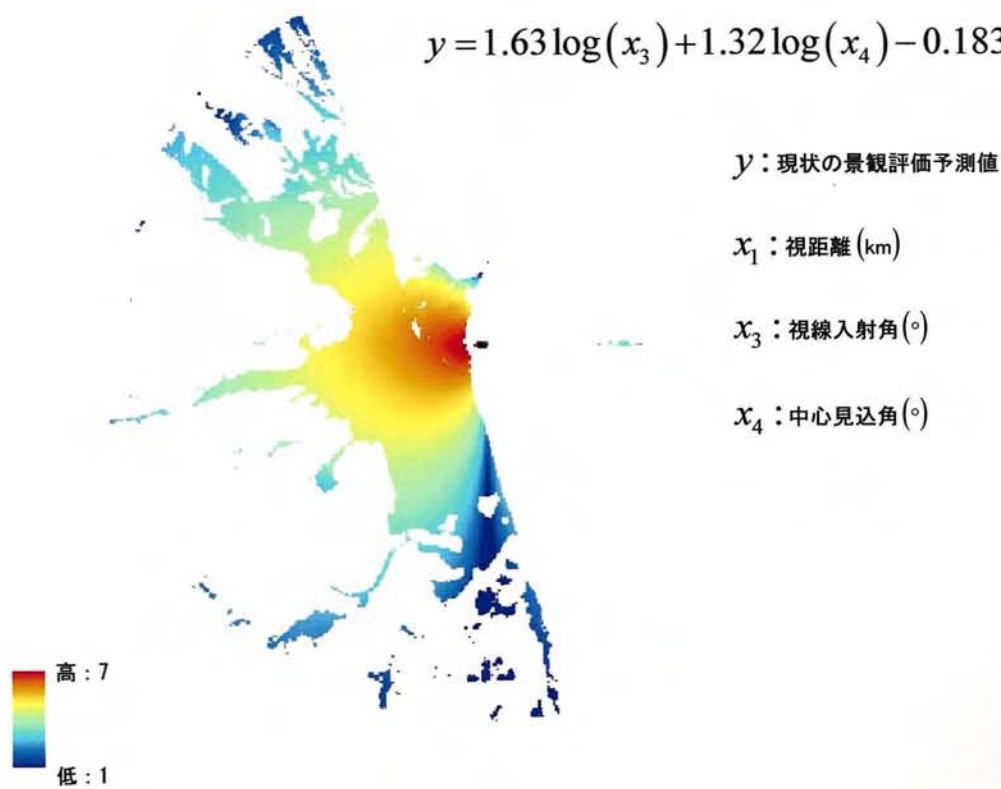 y = 1.63 log(x₃) + 1.32 log(x₄) − 0.183
y：現状の景観評価予測値
x₁：視距離(km)
x₃：視線入射角(°)
x₄：中心見込角(°)
高：7
低：1